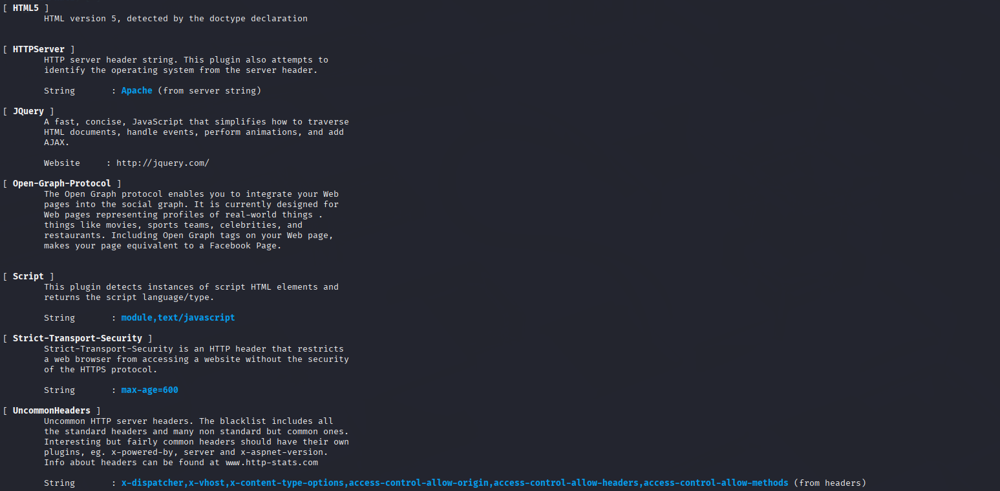 [ HTML5 ]
HTML version 5, detected by the doctype declaration
[ HTTPServer ]
HTTP server header string. This plugin also attempts to
identify the operating system from the server header.
String : Apache (from server string)
[ JQuery ]
A fast, concise, JavaScript that simplifies how to traverse
HTML documents, handle events, perform animations, and add
AJAX.
Website : http://jquery.com/
[ Open-Graph-Protocol ]
The Open Graph protocol enables you to integrate your Web
pages into the social graph. It is currently designed for
Web pages representing profiles of real-world things .
things like movies, sports teams, celebrities, and
restaurants. Including Open Graph tags on your Web page,
makes your page equivalent to a Facebook Page.
[ Script ]
This plugin detects instances of script HTML elements and
returns the script language/type.
String : module,text/javascript
[ Strict-Transport-Security ]
Strict-Transport-Security is an HTTP header that restricts
a web browser from accessing a website without the security
of the HTTPS protocol.
String : max-age=600
[ UncommonHeaders ]
Uncommon HTTP server headers. The blacklist includes all
the standard headers and many non standard but common ones.
Interesting but fairly common headers should have their own
plugins, eg. x-powered-by, server and x-aspnet-version.
Info about headers can be found at www.http-stats.com
String : x-dispatcher,x-vhost,x-content-type-options,access-control-allow-origin,access-control-allow-headers,access-control-allow-methods (from headers)